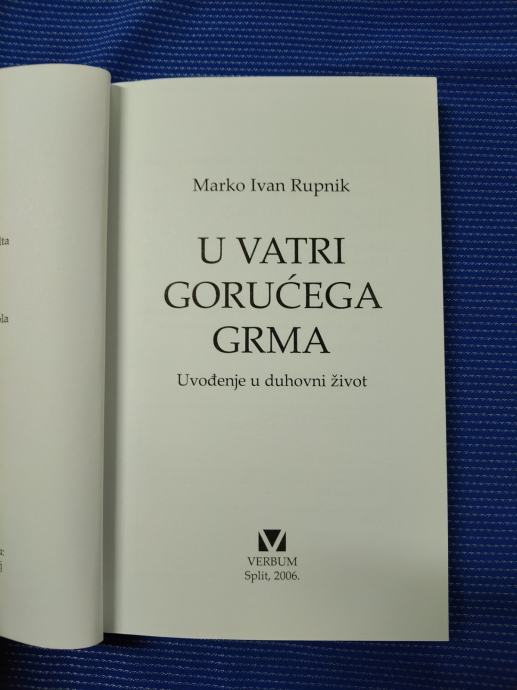 Marko Ivan Rupnik
U VATRI
GORUĆEGA
GRMA
Uvođenje u duhovni život
VERBUM
Split, 2006.